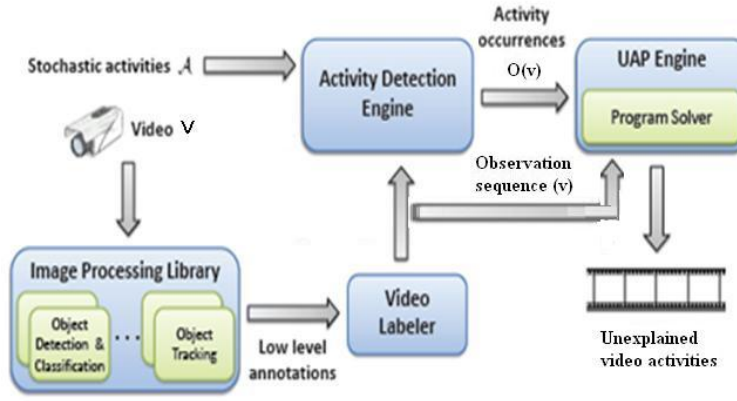 Stochastic activities 𝒜
Video V
Activity Detection
Engine
Activity
occurrences
O(v)
UAP Engine
Program Solver
Observation
sequence (v)
Image Processing Library
Object
Detection &
Classification
...
Object
Tracking
Low level
annotations
Video
Labeler
Unexplained
video activities